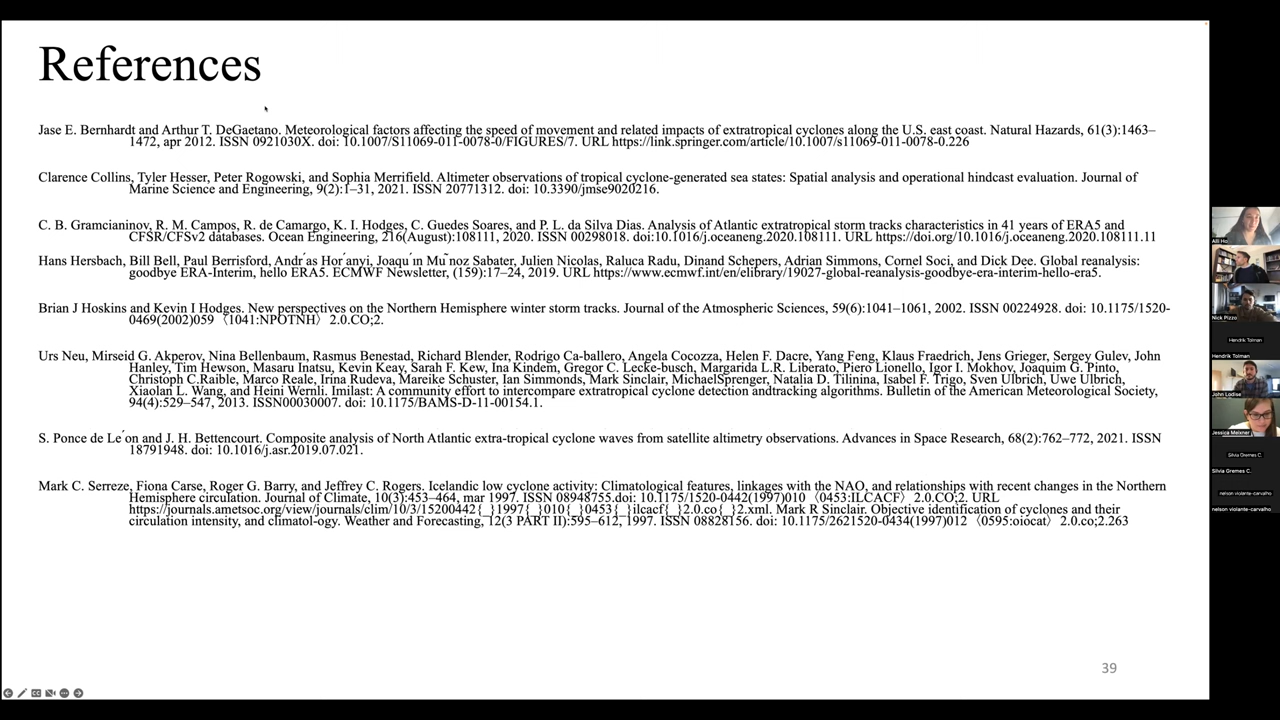 References
Jase E. Bernhardt and Arthur T. DeGaetano. Meteorological factors affecting the speed of movement and related impacts of extratropical cyclones along the U.S. east coast. Natural Hazards, 61(3):1463–
1472, apr 2012. ISSN 0921030X. doi: 10.1007/S11069-011-0078-0/FIGURES/7. URL https://link.springer.com/article/10.1007/s11069-011-0078-0.226
Clarence Collins, Tyler Hesser, Peter Rogowski, and Sophia Merrifield. Altimeter observations of tropical cyclone-generated sea states: Spatial analysis and operational hindcast evaluation. Journal of
Marine Science and Engineering, 9(2):1–31, 2021. ISSN 20771312. doi: 10.3390/jmse9020216.
C. B. Gramcianinov, R. M. Campos, R. de Camargo, K. I. Hodges, C. Guedes Soares, and P. L. da Silva Dias. Analysis of Atlantic extratropical storm tracks characteristics in 41 years of ERA5 and
CFSR/CFSv2 databases. Ocean Engineering, 216(August):108111, 2020. ISSN 00298018. doi:10.1016/j.oceaneng.2020.108111. URL https://doi.org/10.1016/j.oceaneng.2020.108111.11
Hans Hersbach, Bill Bell, Paul Berrisford, Andr´as Hor´anyi, Joaqu´ın Mu˜noz Sabater, Julien Nicolas, Raluca Radu, Dinand Schepers, Adrian Simmons, Cornel Soci, and Dick Dee. Global reanalysis:
goodbye ERA-Interim, hello ERA5. ECMWF Newsletter, (159):17–24, 2019. URL https://www.ecmwf.int/en/elibrary/19027-global-reanalysis-goodbye-era-interim-hello-era5.
Brian J Hoskins and Kevin I Hodges. New perspectives on the Northern Hemisphere winter storm tracks. Journal of the Atmospheric Sciences, 59(6):1041–1061, 2002. ISSN 00224928. doi: 10.1175/1520-
0469(2002)059 〈1041:NPOTNH〉 2.0.CO;2.
Urs Neu, Mirseid G. Akperov, Nina Bellenbaum, Rasmus Benestad, Richard Blender, Rodrigo Ca-ballero, Angela Cocozza, Helen F. Dacre, Yang Feng, Klaus Fraedrich, Jens Grieger, Sergey Gulev, John
Hanley, Tim Hewson, Masaru Inatsu, Kevin Keay, Sarah F. Kew, Ina Kindem, Gregor C. Lecke-busch, Margarida L.R. Liberato, Piero Lionello, Igor I. Mokhov, Joaquim G. Pinto,
Christoph C.Raible, Marco Reale, Irina Rudeva, Mareike Schuster, Ian Simmonds, Mark Sinclair, MichaelSprenger, Natalia D. Tilinina, Isabel F. Trigo, Sven Ulbrich, Uwe Ulbrich,
Xiaolan L. Wang, and Heini Wernli. Imilast: A community effort to intercompare extratropical cyclone detection andtracking algorithms. Bulletin of the American Meteorological Society,
94(4):529–547, 2013. ISSN00030007. doi: 10.1175/BAMS-D-11-00154.1.
S. Ponce de Le´on and J. H. Bettencourt. Composite analysis of North Atlantic extra-tropical cyclone waves from satellite altimetry observations. Advances in Space Research, 68(2):762–772, 2021. ISSN
18791948. doi: 10.1016/j.asr.2019.07.021.
Mark C. Serreze, Fiona Carse, Roger G. Barry, and Jeffrey C. Rogers. Icelandic low cyclone activity: Climatological features, linkages with the NAO, and relationships with recent changes in the Northern
Hemisphere circulation. Journal of Climate, 10(3):453–464, mar 1997. ISSN 08948755.doi: 10.1175/1520-0442(1997)010 〈0453:ILCACF〉 2.0.CO;2. URL
https://journals.ametsoc.org/view/journals/clim/10/3/15200442{_}1997{_}010{_}0453{_}ilcacf{_}2.0.co{_}2.xml. Mark R Sinclair. Objective identification of cyclones and their
circulation intensity, and climatol-ogy. Weather and Forecasting, 12(3 PART II):595–612, 1997. ISSN 08828156. doi: 10.1175/2621520-0434(1997)012 〈0595:oiocat〉 2.0.co;2.263
39
Alli Ho
Nick Pizzo
Hendrik Tolman
Hendrik Tolman
John Lodise
Jessica Meixner
Silvia Gremes C.
Silvia Gremes C.
nelson violante-carvalho
nelson violante-carvalho